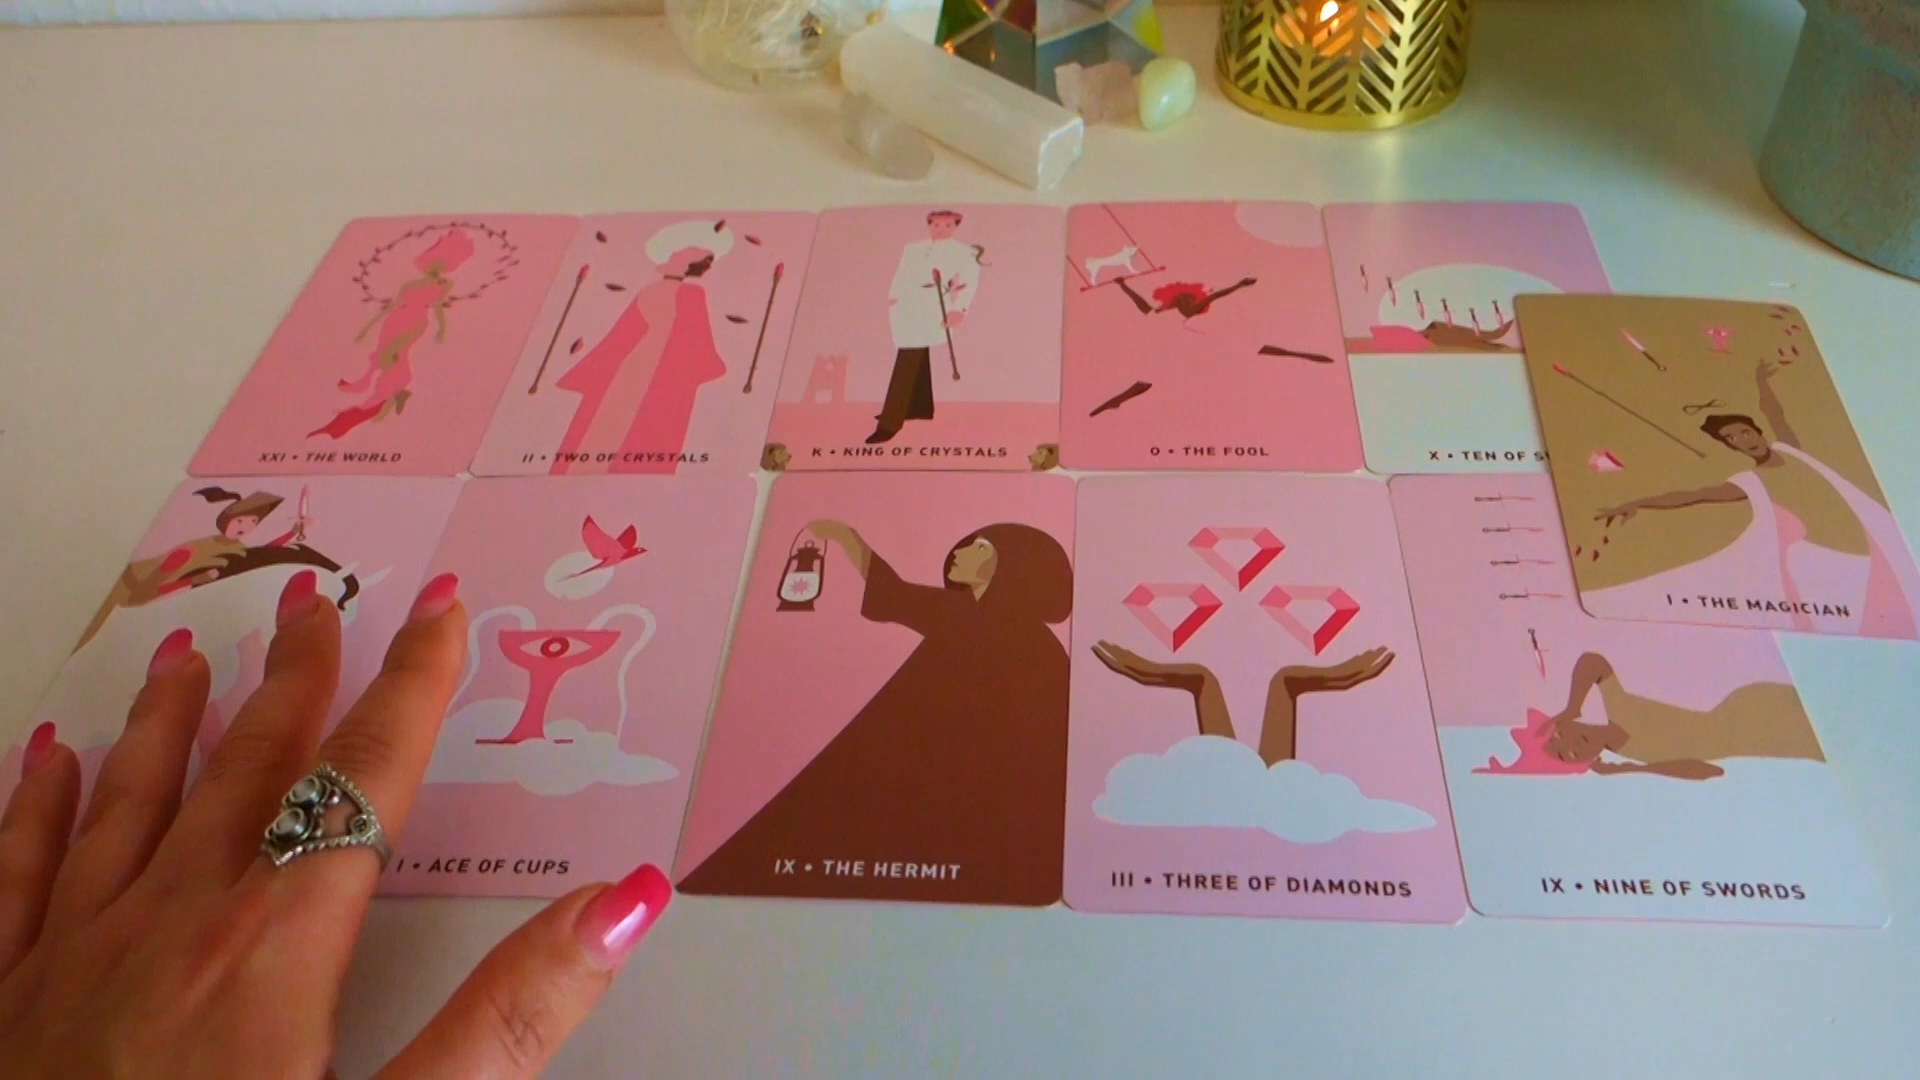 XXI • THE WORLD
II • TWO OF CRYSTALS
K • KING OF CRYSTALS
0 • THE FOOL
X • TEN OF
I • THE MAGICIAN
I • ACE OF CUPS
IX • THE HERMIT
III • THREE OF DIAMONDS
IX • NINE OF SWORDS